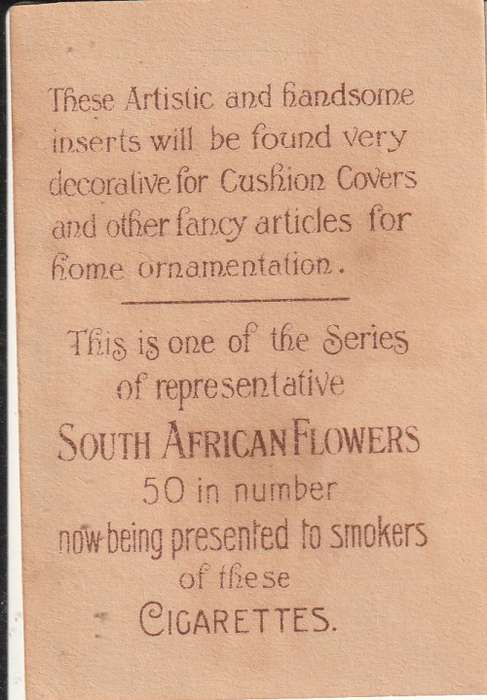 These Artistic and handsome
inserts will be found very
decorative for Cushion Covers
and other fancy articles for
home ornamentation.
This is one of the Series
of representative
SOUTH AFRICAN FLOWERS
50 in number
now being presented to smokers
of these
CIGARETTES.